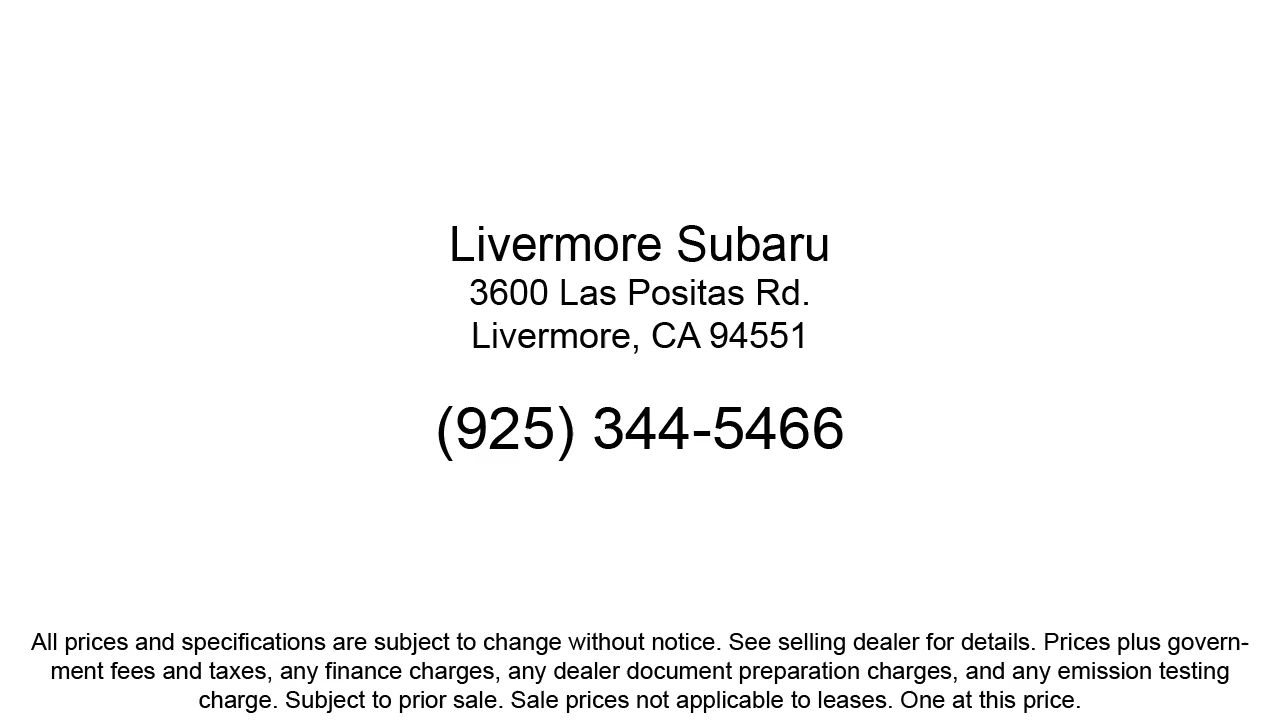 Livermore Subaru
3600 Las Positas Rd.
Livermore, CA 94551
(925) 344-5466
All prices and specifications are subject to change without notice. See selling dealer for details. Prices plus govern-
ment fees and taxes, any finance charges, any dealer document preparation charges, and any emission testing
charge. Subject to prior sale. Sale prices not applicable to leases. One at this price.